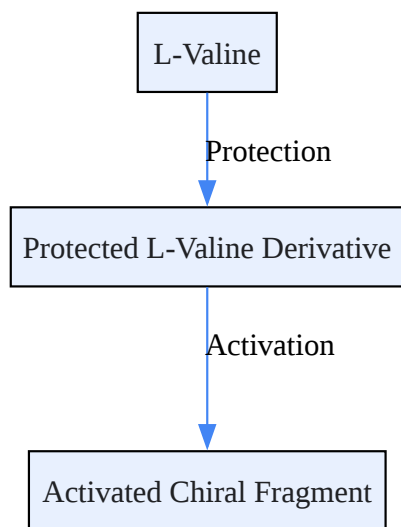 L-Valine
Protection
Protected L-Valine Derivative
Activation
Activated Chiral Fragment